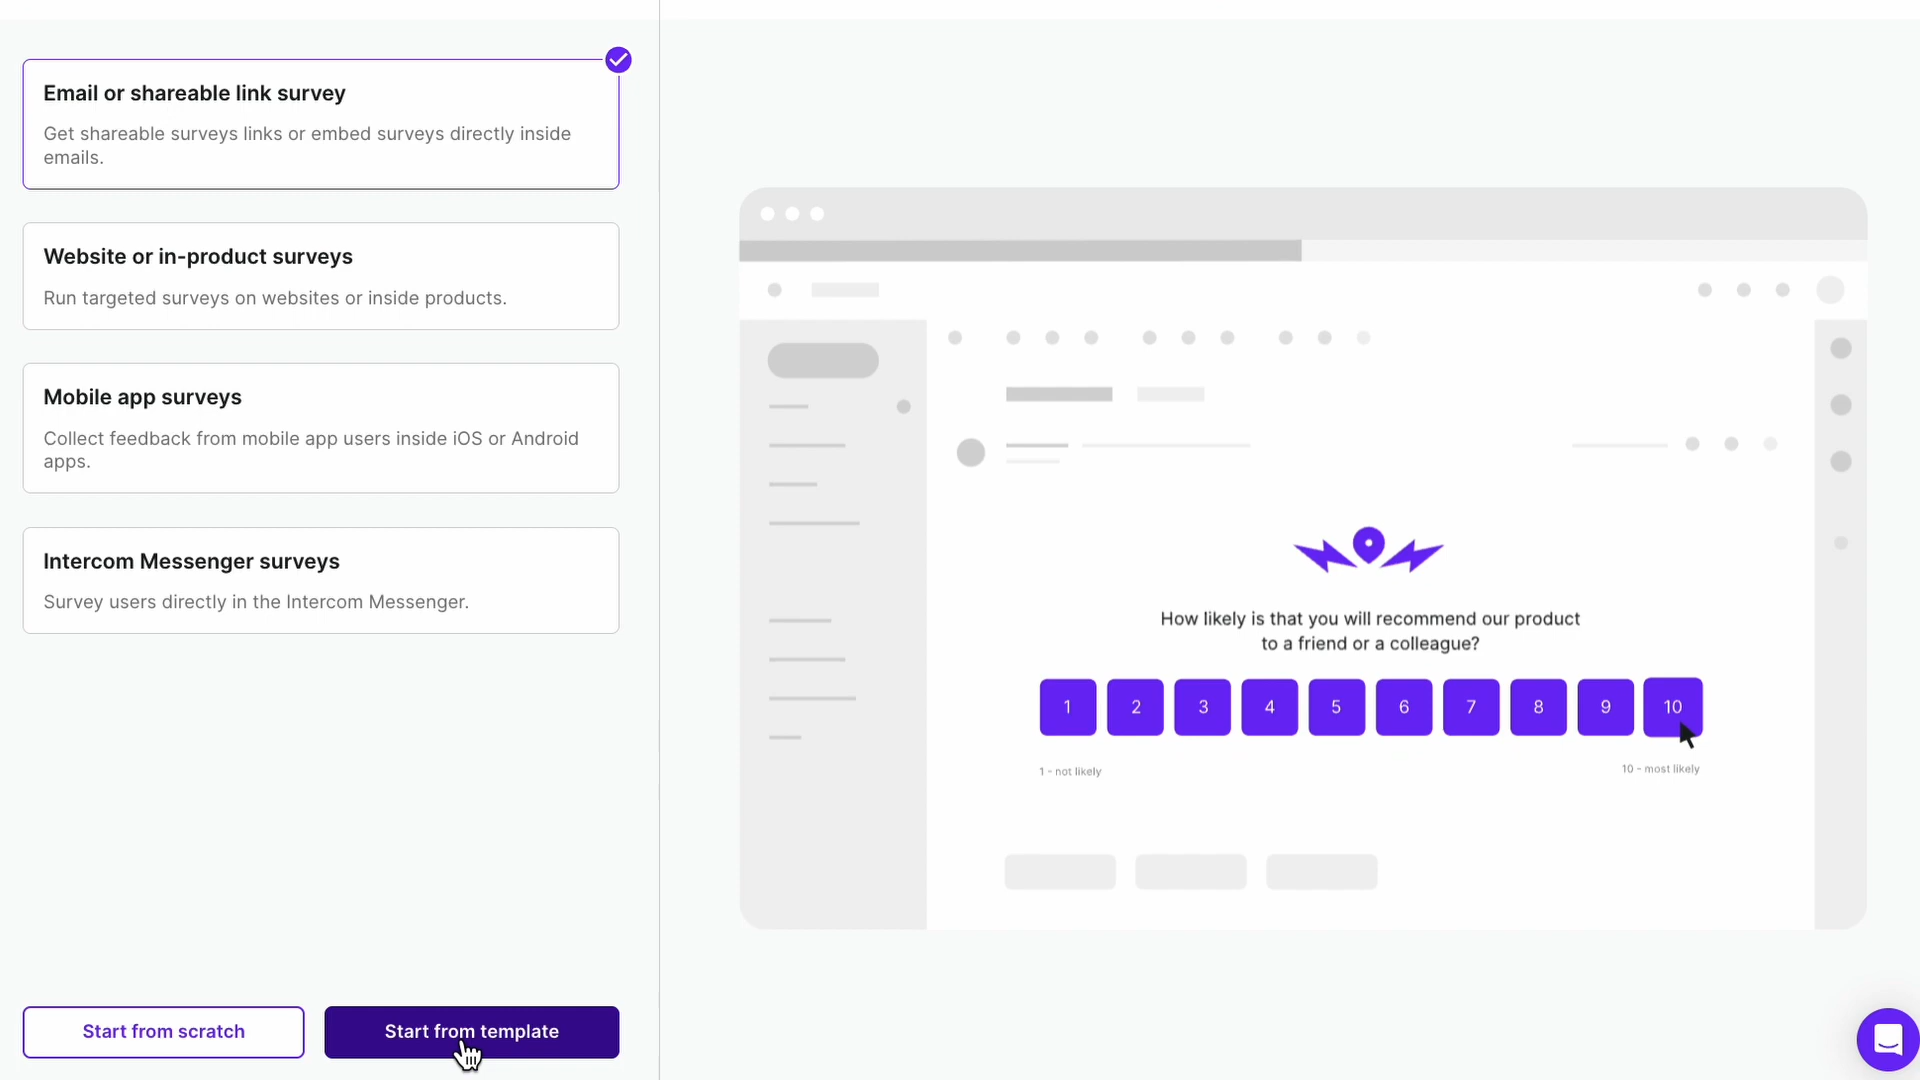 Email or shareable link survey
Get shareable surveys links or embed surveys directly inside
emails.
Website or in-product surveys
Run targeted surveys on websites or inside products.
Mobile app surveys
Collect feedback from mobile app users inside iOS or Android
apps.
Intercom Messenger surveys
Survey users directly in the Intercom Messenger.
Start from scratch
Start from template
How likely is that you will recommend our product
to a friend or a colleague?
1 2 3 4 5 6 7 8 9 10
1 - not likely
10 - most likely